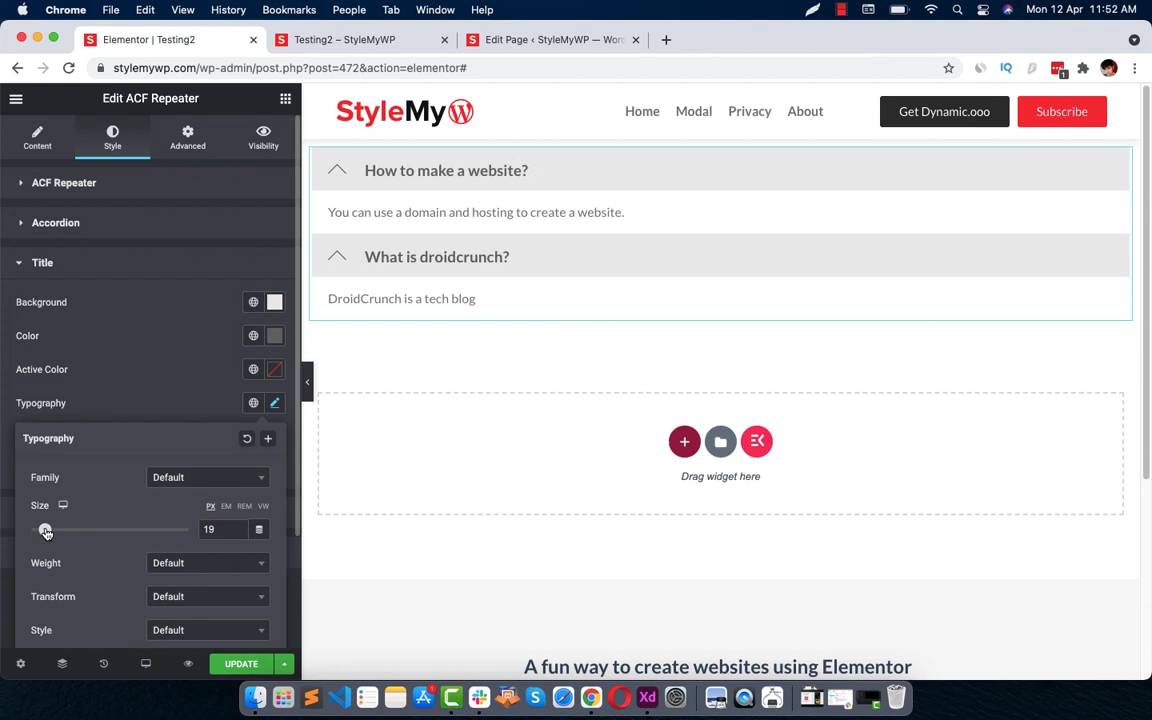 Chrome File Edit View History Bookmarks People Tab Window Help Mon 12 Apr 11:52 AM
Elementor | Testing2 Testing2 – StyleMyWP Edit Page ‹ StyleMyWP — Wor
stylemywp.com/wp-admin/post.php?post=472&action=elementor#
IQ 1
Edit ACF Repeater
Content Style Advanced Visibility
StyleMyW
Home Modal Privacy About Get Dynamic.ooo Subscribe
ACF Repeater
Accordion
Title
Background
Color
Active Color
Typography
Typography
Family Default
Size PX EM REM VW
19
Weight Default
Transform Default
Style Default
UPDATE
How to make a website?
You can use a domain and hosting to create a website.
What is droidcrunch?
DroidCrunch is a tech blog
Drag widget here
A fun way to create websites using Elementor
Xd